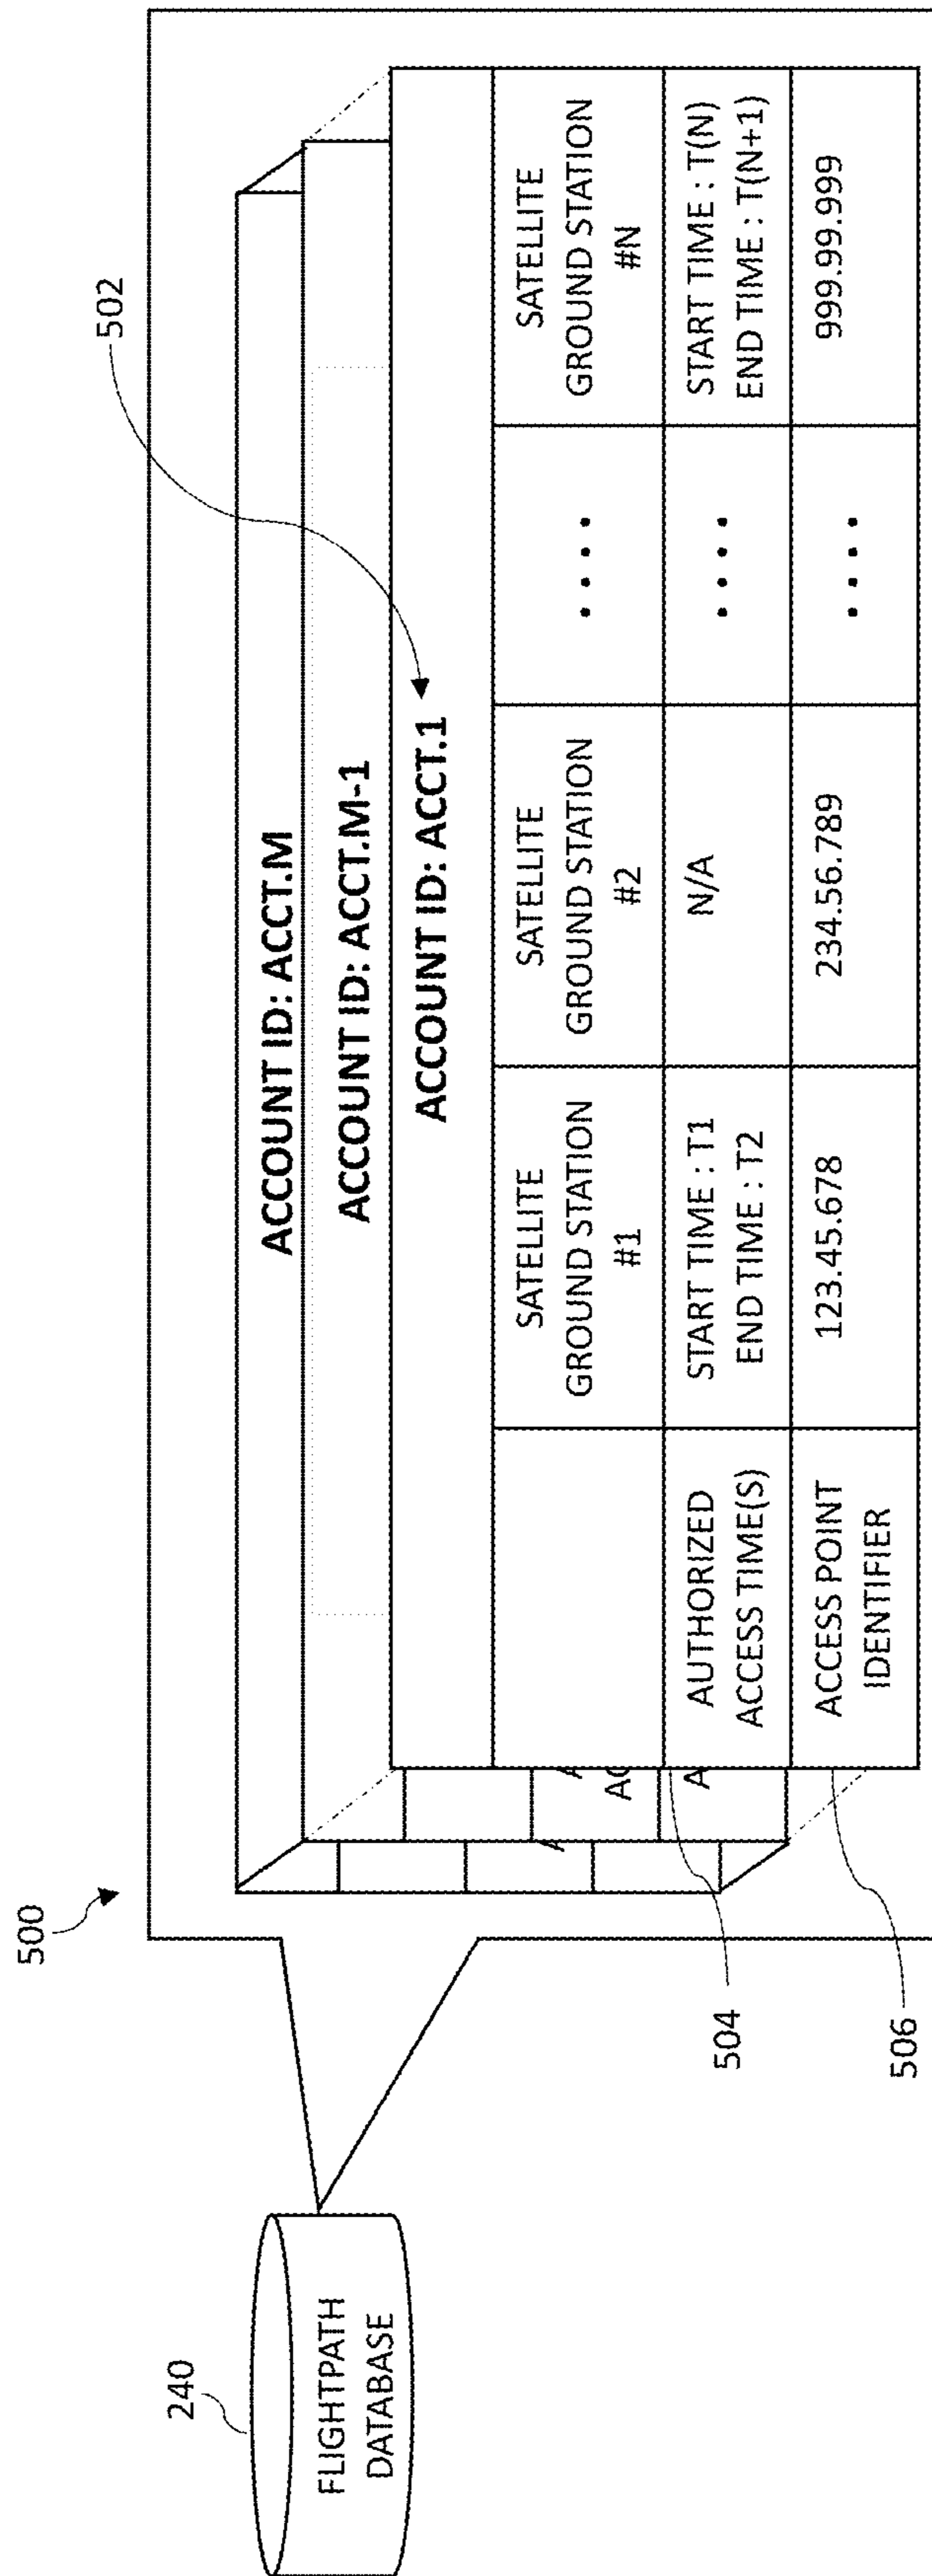 500
502
240
FLIGHTPATH
DATABASE
ACCOUNT ID: ACCT.M
ACCOUNT ID: ACCT.M-1
ACCOUNT ID: ACCT.1
SATELLITE
GROUND STATION
#1
SATELLITE
GROUND STATION
#2
. . . .
SATELLITE
GROUND STATION
#N
AUTHORIZED
ACCESS TIME(S)
START TIME : T1
END TIME : T2
N/A
. . . .
START TIME : T(N)
END TIME : T(N+1)
ACCESS POINT
IDENTIFIER
123.45.678
234.56.789
. . . .
999.99.999
504
506